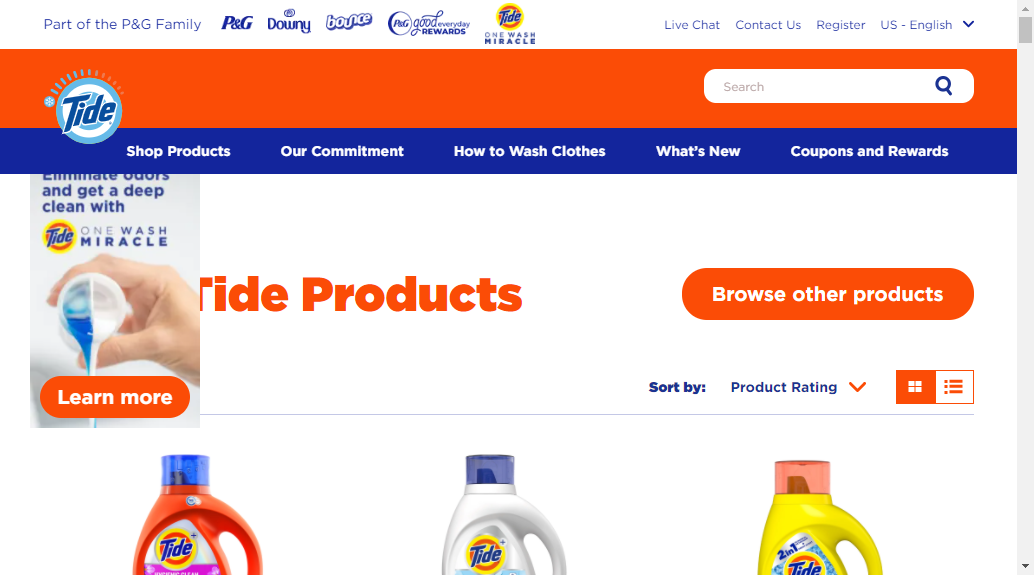 Part of the P&G Family
P&G
Downy
bounce
P&G good everyday
REWARDS
Tide
ONE WASH
MIRACLE
Live Chat
Contact Us
Register
US - English
Tide
Search
Shop Products
Our Commitment
How to Wash Clothes
What's New
Coupons and Rewards
Eliminate odors
and get a deep
clean with
Tide
ONE WASH
MIRACLE
Learn more
Tide Products
Browse other products
Sort by:
Product Rating
Tide+
HYGIENIC CLEAN
Tide+
2in1
Tide